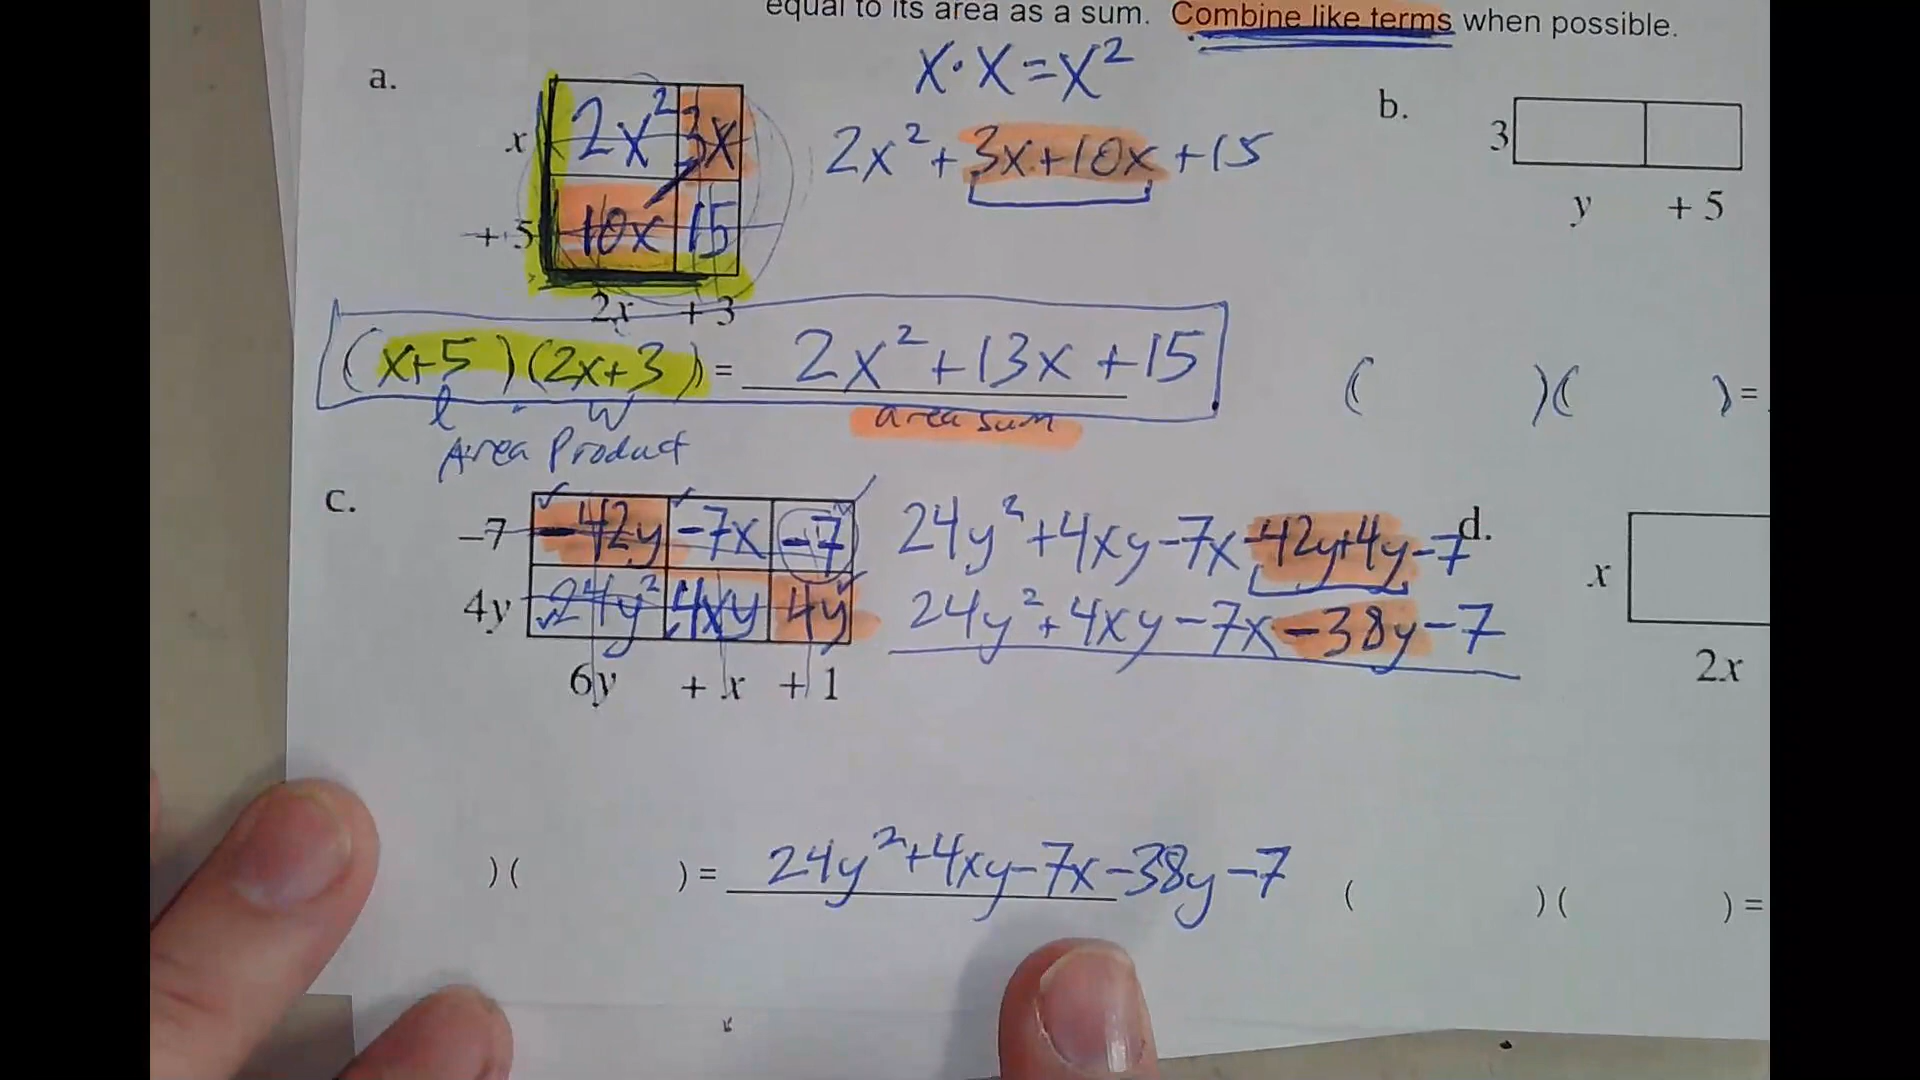 equal to its area as a sum. Combine like terms when possible.
a.
x · x = x²
x
2x² 3x
2x² + 3x + 10x + 15
+ 5
10x 15
2x + 3
(x+5)(2x+3) = 2x² + 13x + 15
l · w
area sum
Area Product
b.
3
y + 5
( )( ) =
c.
-7
-42y -7x -7
24y² + 4xy - 7x - 42y + 4y - 7
4y
24y² 4xy 4y
24y² + 4xy - 7x - 38y - 7
6y + x + 1
)( ) = 24y² + 4xy - 7x - 38y - 7
d.
x
2x
( )( ) =